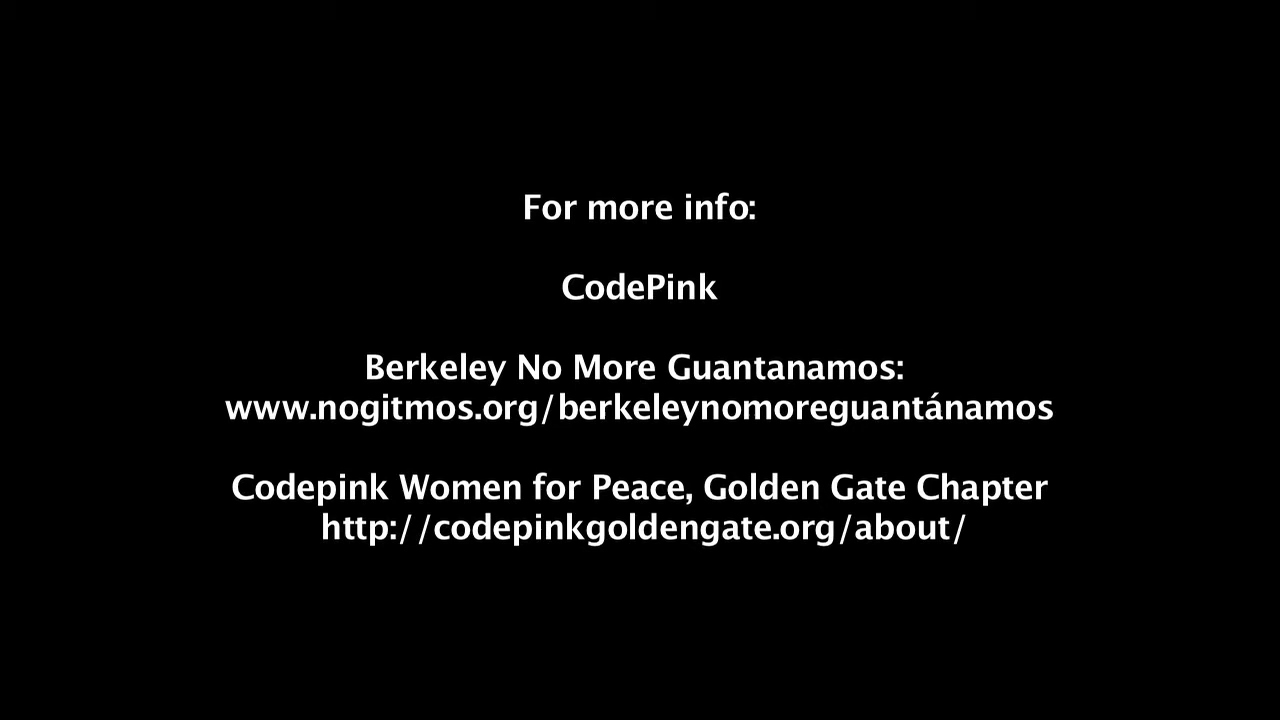 For more info:
CodePink
Berkeley No More Guantanamos:
www.nogitmos.org/berkeleynomoreguantánamos
Codepink Women for Peace, Golden Gate Chapter
http://codepinkgoldengate.org/about/